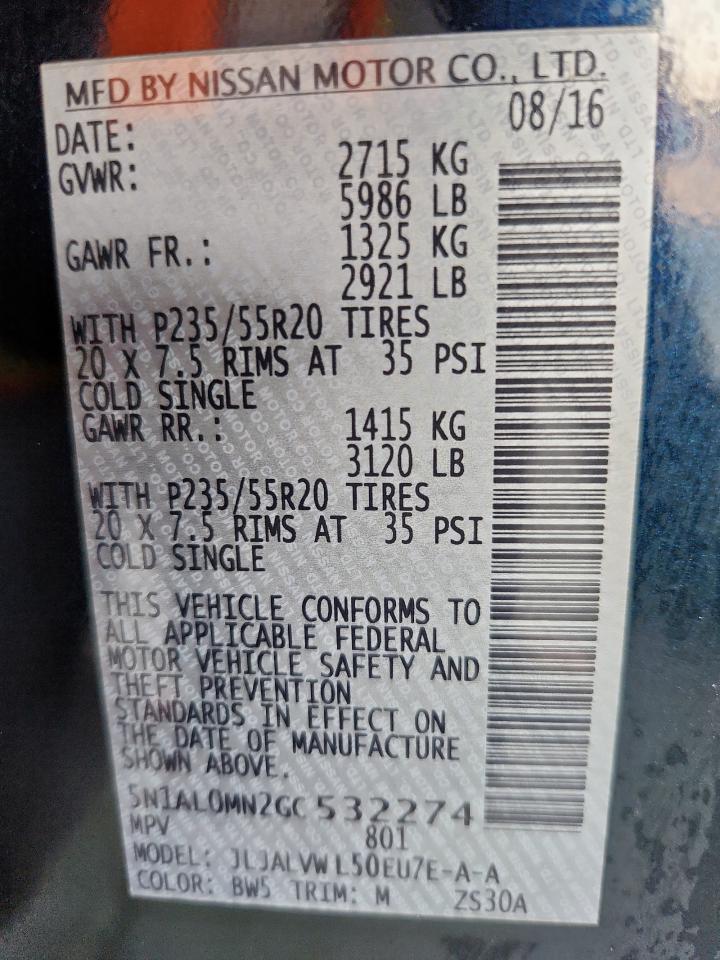 MFD BY NISSAN MOTOR CO., LTD.
DATE: 08/16
GVWR: 2715 KG
5986 LB
GAWR FR.: 1325 KG
2921 LB
WITH P235/55R20 TIRES
20 X 7.5 RIMS AT 35 PSI
COLD SINGLE
GAWR RR.: 1415 KG
3120 LB
WITH P235/55R20 TIRES
20 X 7.5 RIMS AT 35 PSI
COLD SINGLE
THIS VEHICLE CONFORMS TO
ALL APPLICABLE FEDERAL
MOTOR VEHICLE SAFETY AND
THEFT PREVENTION
STANDARDS IN EFFECT ON
THE DATE OF MANUFACTURE
SHOWN ABOVE.
5N1AL0MN2GC532274
MPV 801
MODEL: JLJALVWL50EU7E-A-A
COLOR: BW5 TRIM: M ZS30A